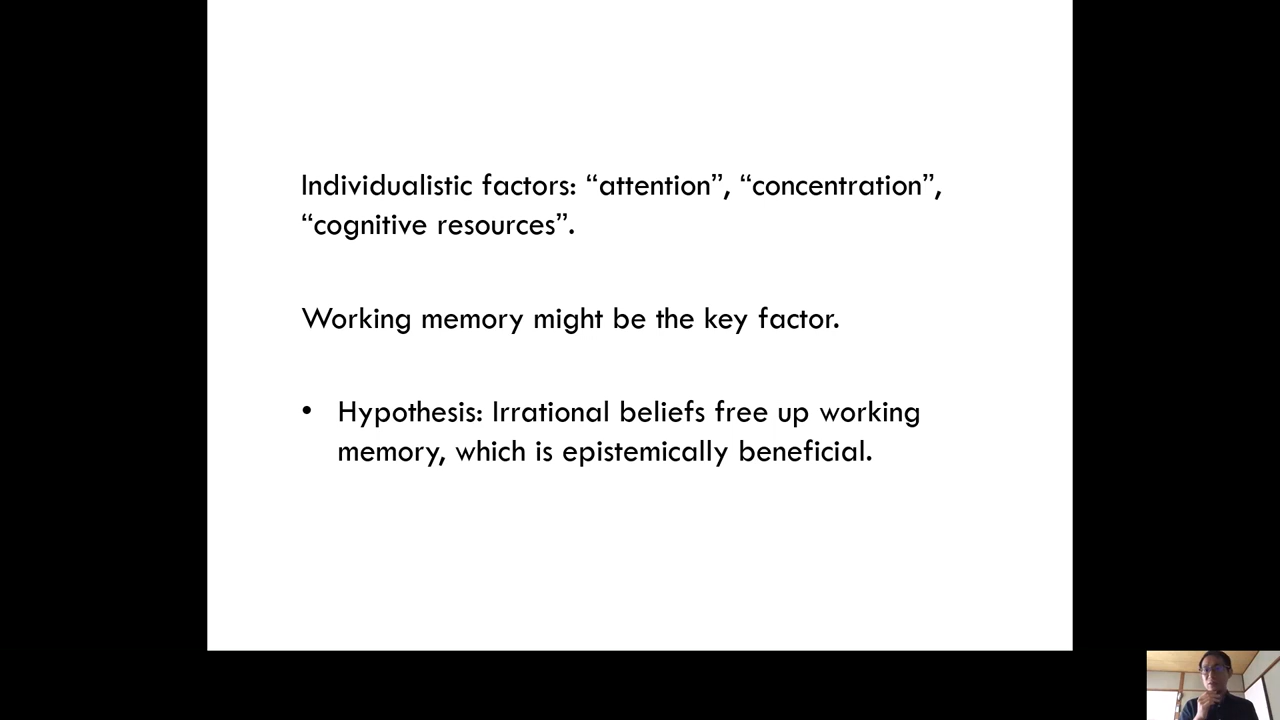 Individualistic factors: “attention”, “concentration”,
“cognitive resources”.
Working memory might be the key factor.
• Hypothesis: Irrational beliefs free up working
memory, which is epistemically beneficial.